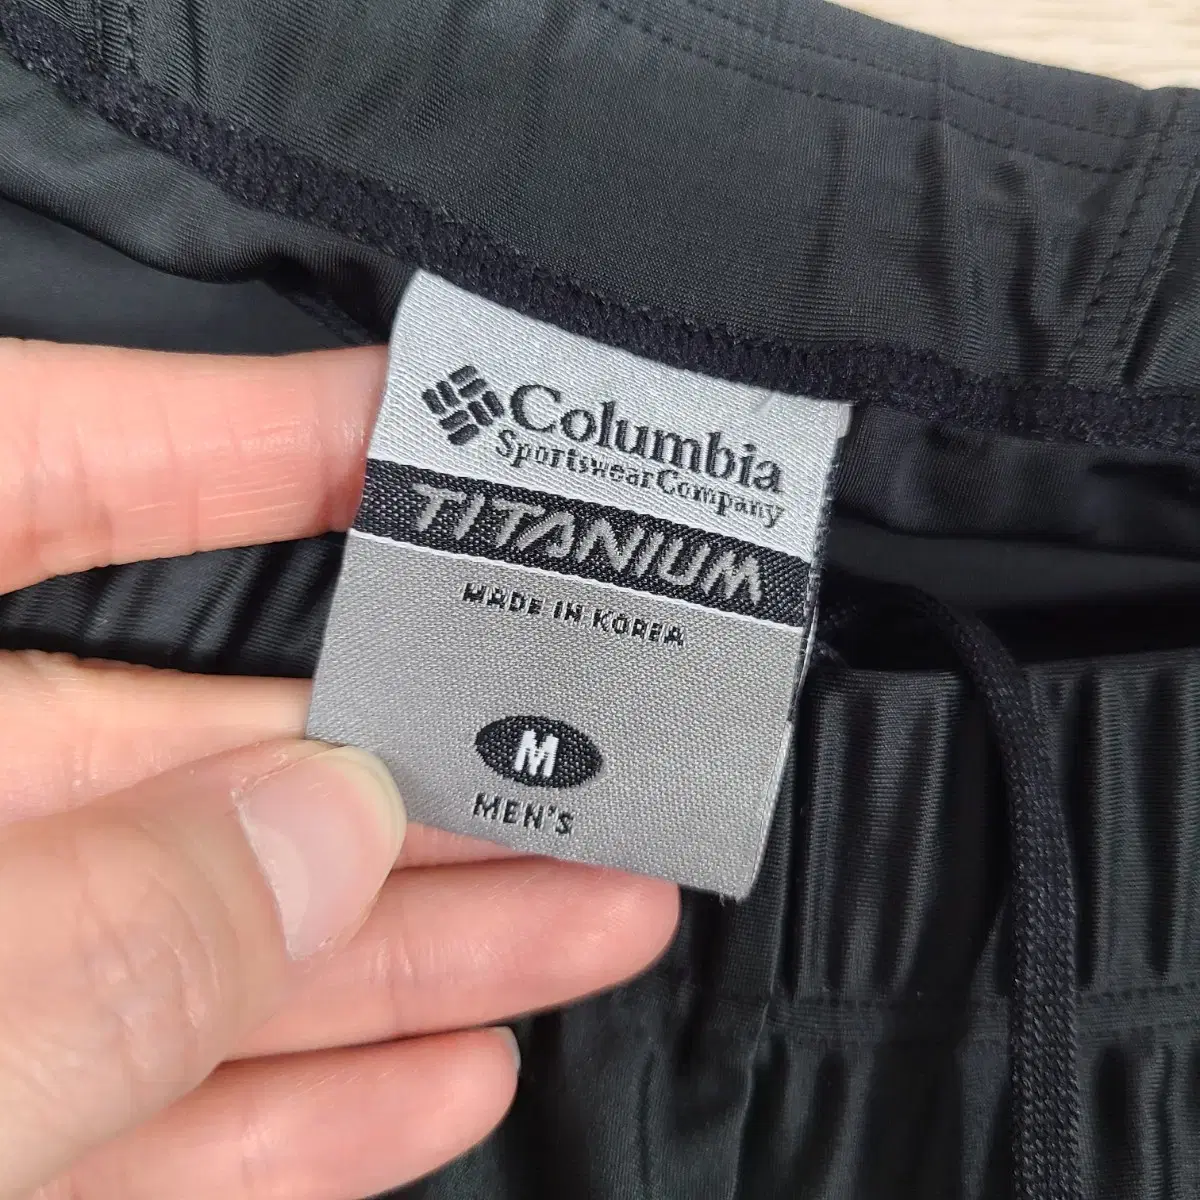 Columbia
Sportswear Company
TITANIUM
MADE IN KOREA
M
MEN'S